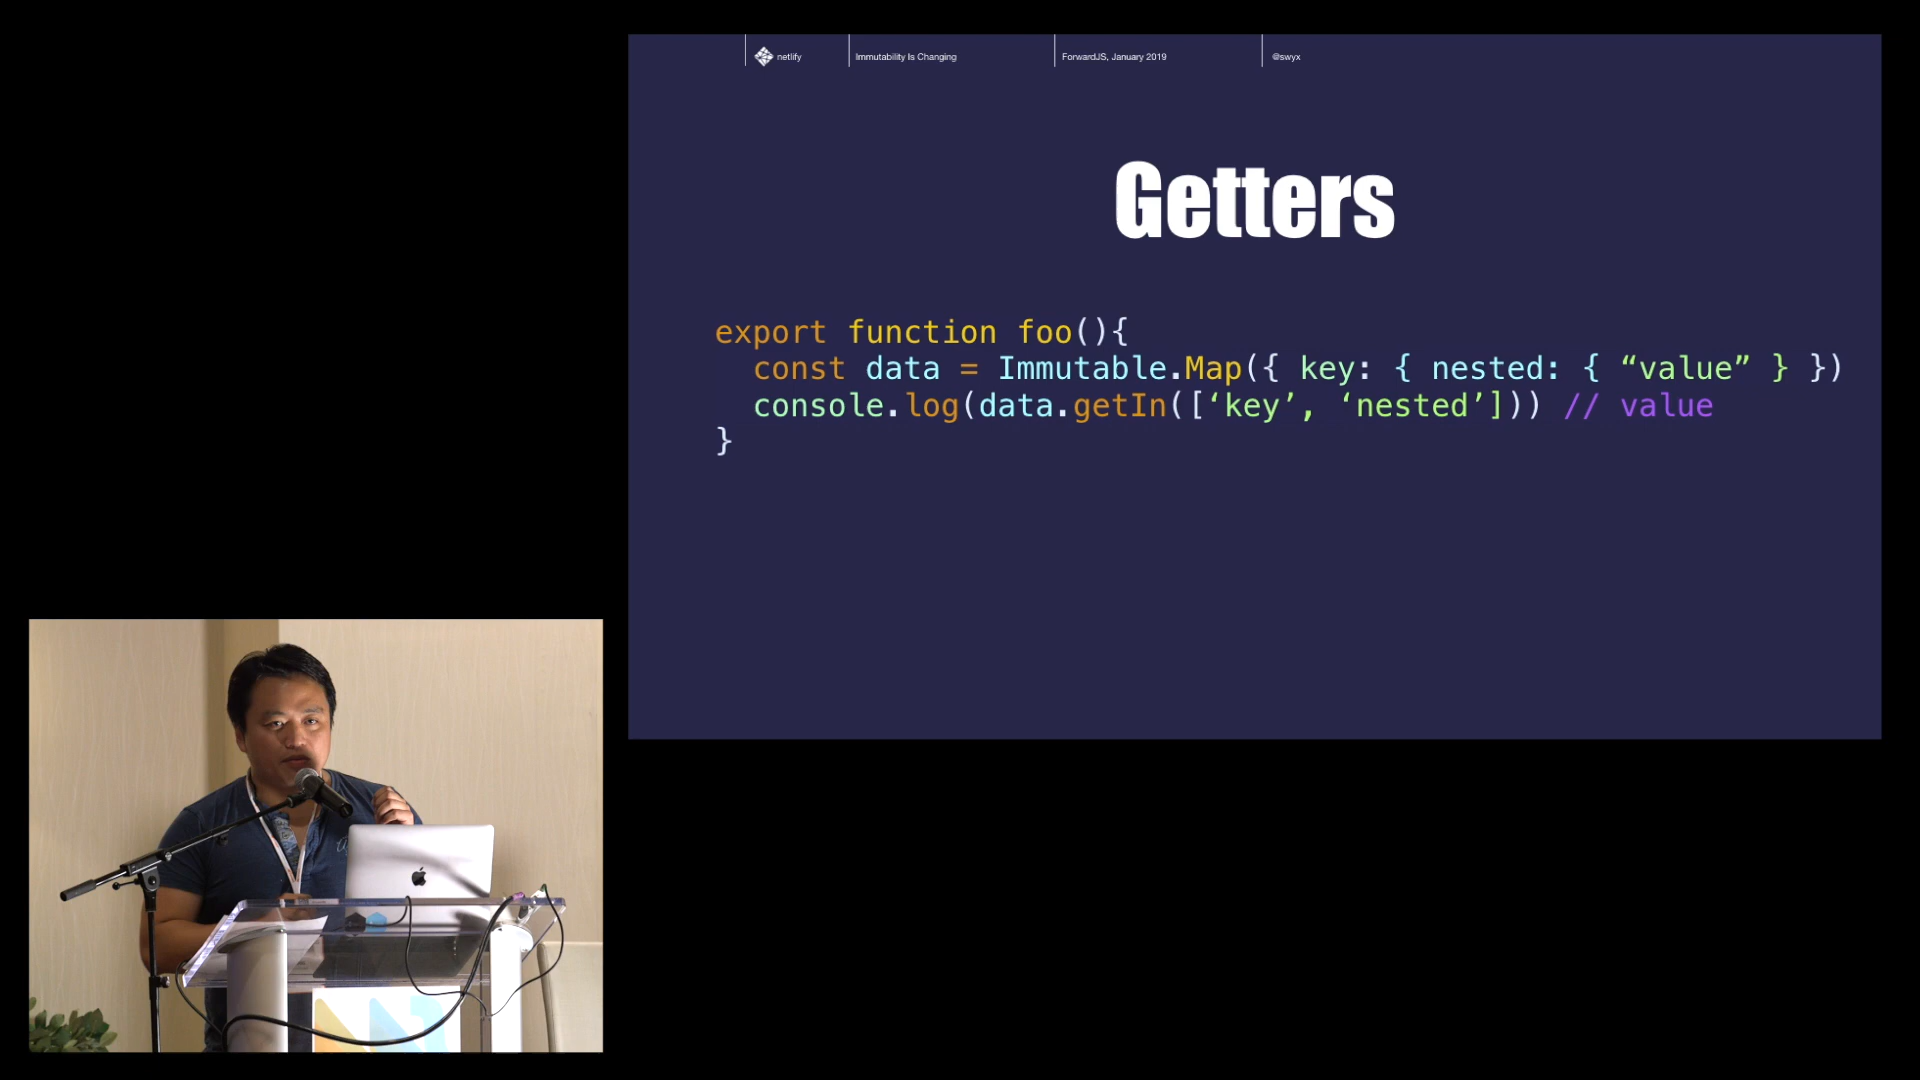 netlify
Immutability Is Changing
ForwardJS, January 2019
@swyx
Getters
export function foo(){
const data = Immutable.Map({ key: { nested: { “value” } })
console.log(data.getIn([‘key’, ‘nested’])) // value
}